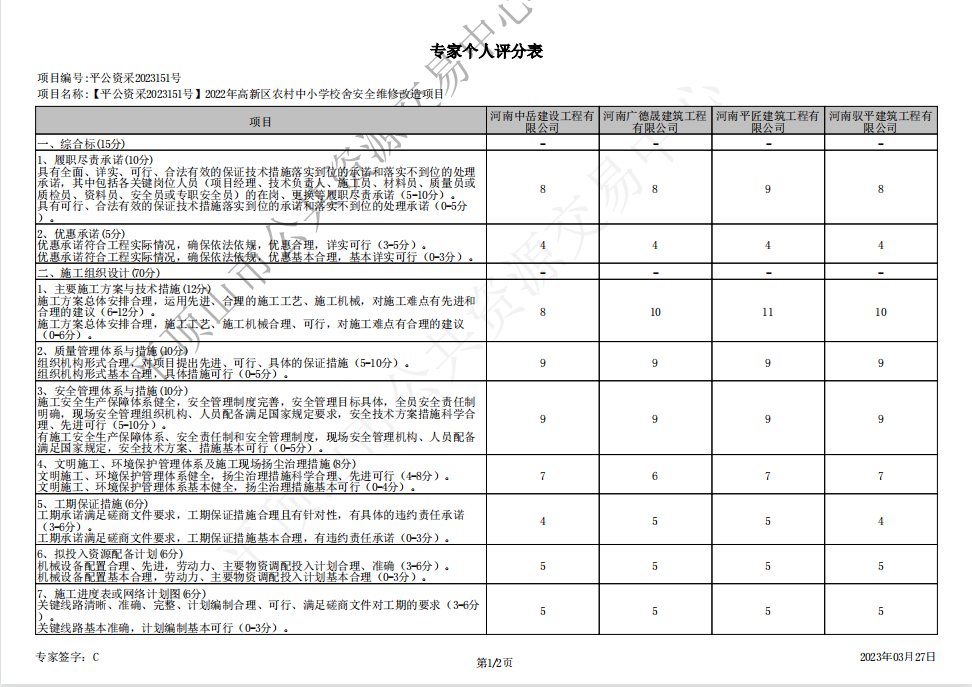 专家个人评分表
项目编号:平公资采2023151号
项目名称:【平公资采2023151号】2022年高新区农村中小学校舍安全维修改造项目
项目 河南中岳建设工程有限公司 河南广德晟建筑工程有限公司 河南平匠建筑工程有限公司 河南驭平建筑工程有限公司
一、综合标(15分) - - - -
1、履职尽责承诺(10分)
具有全面、详实、可行、合法有效的保证技术措施落实到位的承诺和落实不到位的处理
承诺，其中包括各关键岗位人员（项目经理、技术负责人、施工员、材料员、质量员或
质检员、资料员、安全员或专职安全员）的在岗、更换等履职尽责承诺（5-10分）。
具有可行、合法有效的保证技术措施落实到位的承诺和落实不到位的处理承诺（0-5分
）。
8 8 9 8
2、优惠承诺(5分)
优惠承诺符合工程实际情况，确保依法依规，优惠合理，详实可行（3-5分）。
优惠承诺符合工程实际情况，确保依法依规，优惠基本合理，基本详实可行（0-3分）。
4 4 4 4
二、施工组织设计(70分) - - - -
1、主要施工方案与技术措施(12分)
施工方案总体安排合理，运用先进、合理的施工工艺、施工机械，对施工难点有先进和
合理的建议（6-12分）。
施工方案总体安排合理，施工工艺、施工机械合理、可行，对施工难点有合理的建议
（0-6分）。
8 10 11 10
2、质量管理体系与措施(10分)
组织机构形式合理，对项目提出先进、可行、具体的保证措施（5-10分）。
组织机构形式基本合理，具体措施可行（0-5分）。
9 9 9 9
3、安全管理体系与措施(10分)
施工安全生产保障体系健全，安全管理制度完善，安全管理目标具体，全员安全责任制
明确，现场安全管理组织机构、人员配备满足国家规定要求，安全技术方案措施科学合
理、先进可行（5-10分）。
有施工安全生产保障体系、安全责任制和安全管理制度，现场安全管理机构、人员配备
满足国家规定，安全技术方案、措施基本可行（0-5分）。
9 9 9 9
4、文明施工、环境保护管理体系及施工现场扬尘治理措施(8分)
文明施工、环境保护管理体系健全，扬尘治理措施科学合理、先进可行（4-8分）。
文明施工、环境保护管理体系基本健全，扬尘治理措施基本可行（0-4分）。
7 6 7 7
5、工期保证措施(6分)
工期承诺满足磋商文件要求，工期保证措施合理且有针对性，有具体的违约责任承诺
（3-6分）。
工期承诺满足磋商文件要求，工期保证措施基本合理，有违约责任承诺（0-3分）。
4 5 5 4
6、拟投入资源配备计划(6分)
机械设备配置合理、先进，劳动力、主要物资调配投入计划合理、准确（3-6分）。
机械设备配置基本合理，劳动力、主要物资调配投入计划基本合理（0-3分）。
5 5 5 5
7、施工进度表或网络计划图(6分)
关键线路清晰、准确、完整、计划编制合理、可行、满足磋商文件对工期的要求（3-6分
）。
关键线路基本准确，计划编制基本可行（0-3分）。
5 5 5 5
专家签字：C
第1/2页
2023年03月27日
平顶山市公共资源交易中心
平顶山市公共资源交易中心